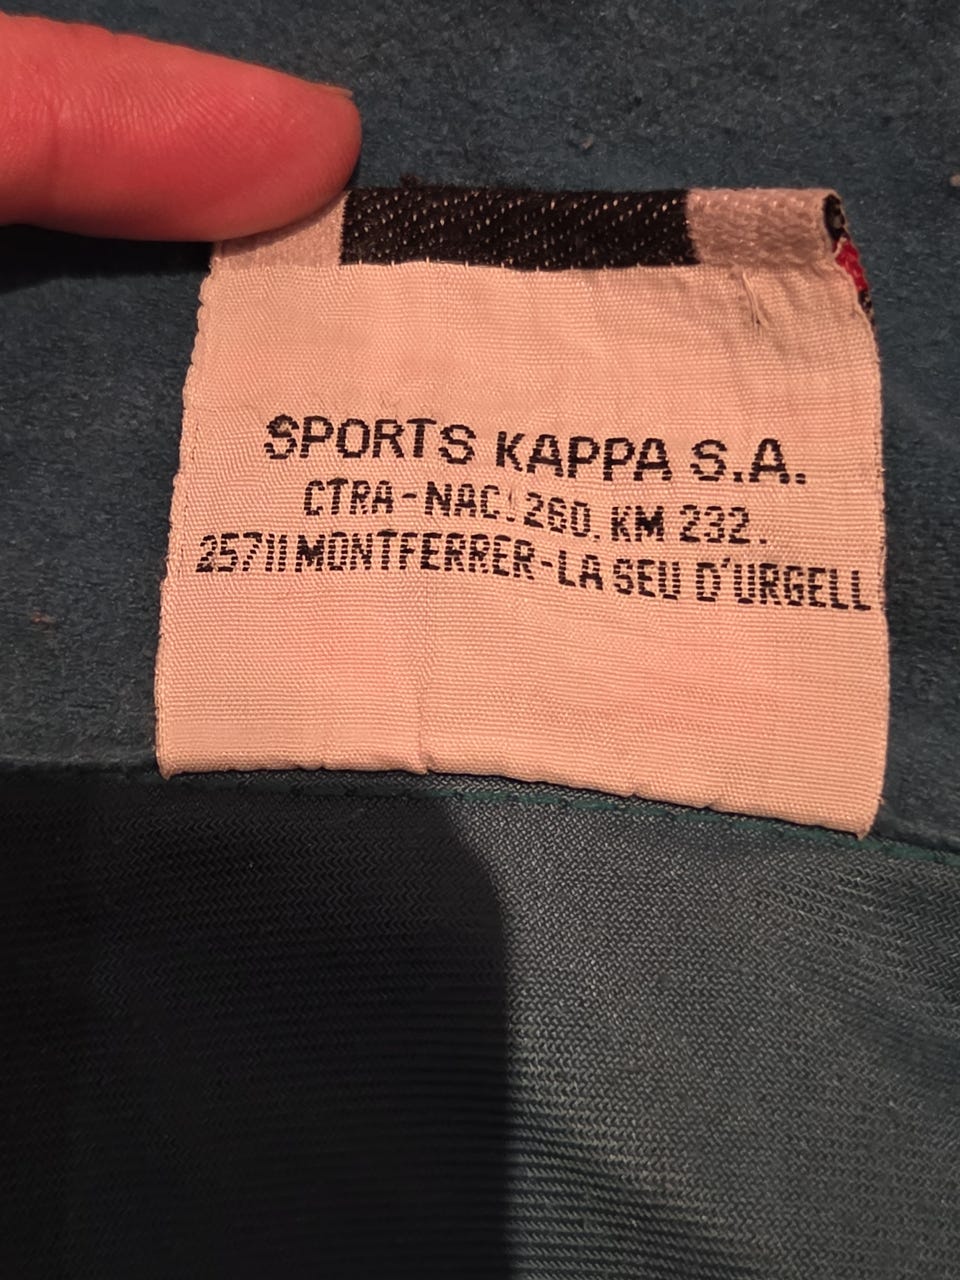 SPORTS KAPPA S.A.
CTRA-NAC. 260. KM 232.
25711 MONTFERRER-LA SEU D'URGELL